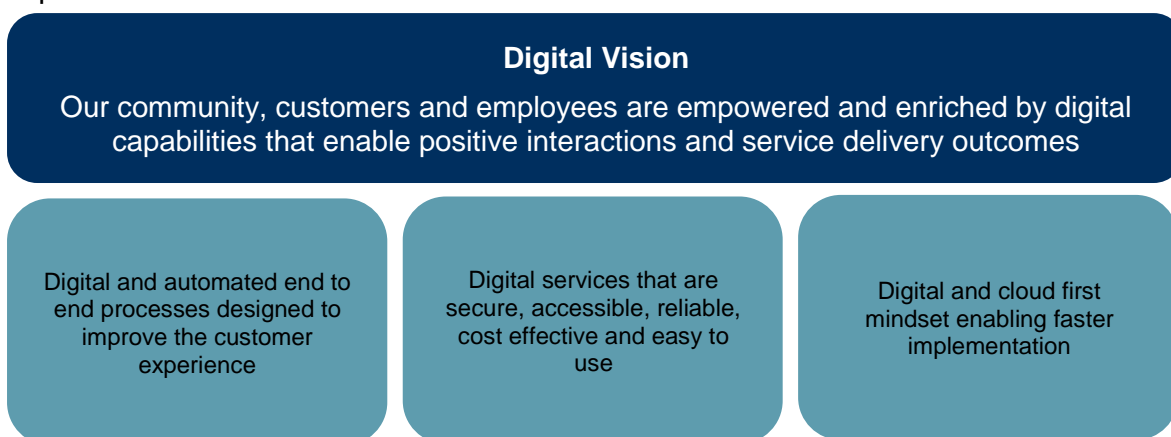 Digital Vision
Our community, customers and employees are empowered and enriched by digital
capabilities that enable positive interactions and service delivery outcomes
Digital and automated end to
end processes designed to
improve the customer
experience
Digital services that are
secure, accessible, reliable,
cost effective and easy to
use
Digital and cloud first
mindset enabling faster
implementation